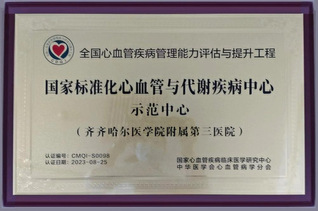 全国心血管疾病管理能力评估与提升工程
国家标准化心血管与代谢疾病中心
示范中心
（齐齐哈尔医学院附属第三医院）
认证编号：CMQI-S0098
认证日期：2023-08-25
国家心血管疾病临床医学研究中心
中华医学会心血管病学分会